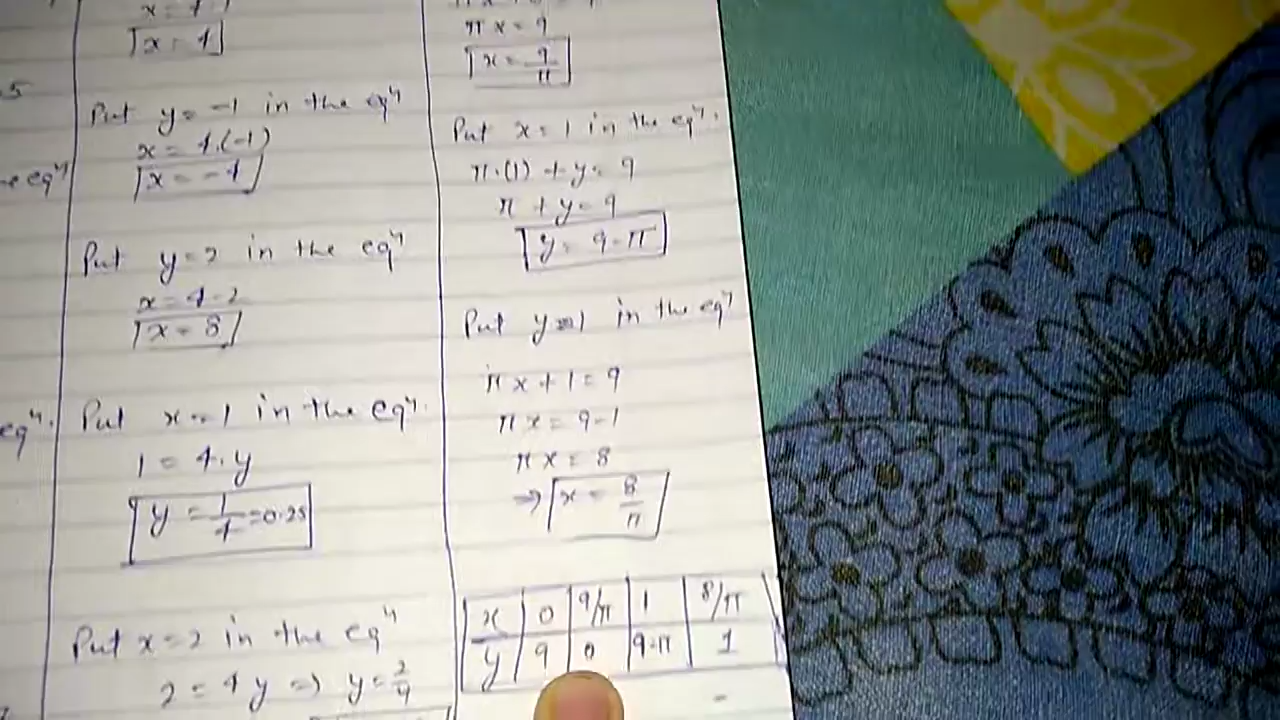 x = 4.1
x = 4
Put y = -1 in the eqⁿ
x = 4.(-1)
x = -4
Put y = 2 in the eqⁿ
x = 4.2
x = 8
Put x = 1 in the eqⁿ.
1 = 4.y
y = 1/4 = 0.25
Put x = 2 in the eqⁿ
2 = 4y => y = 2/4
πx = 9
x = 9/π
Put x = 1 in the eqⁿ.
π.(1) + y = 9
π + y = 9
y = 9-π
Put y=1 in the eqⁿ
πx + 1 = 9
πx = 9-1
πx = 8
=> x = 8/π
x 0 9/π 1 8/π
y 9 0 9-π 1